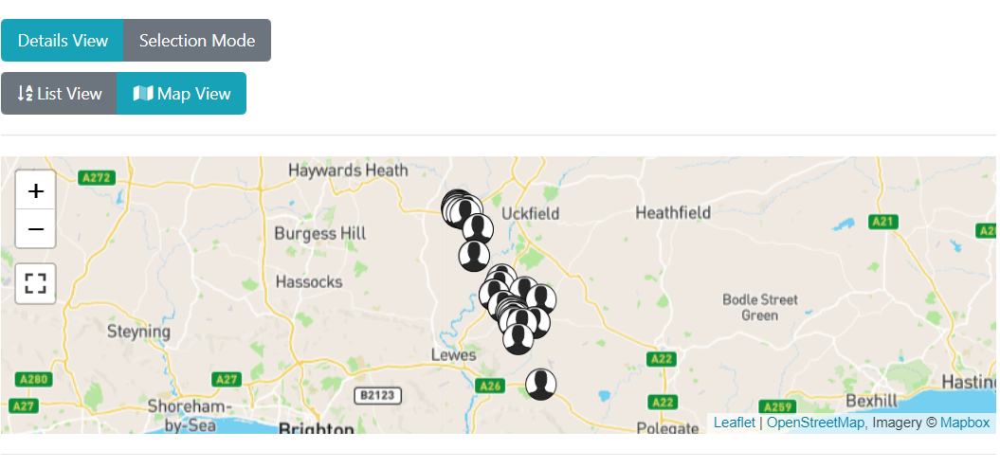 Details View Selection Mode
List View Map View
+
−
A272
Haywards Heath
Uckfield
Heathfield
A21
A2
Burgess Hill
Hassocks
Bodle Street
Green
Steyning
Lewes
A22
A280
A27
A26
B2123
Hasting
A27
Shoreham-
by-Sea
A22
A259
Bexhill
Brighton
Polegate
Leaflet | OpenStreetMap, Imagery © Mapbox